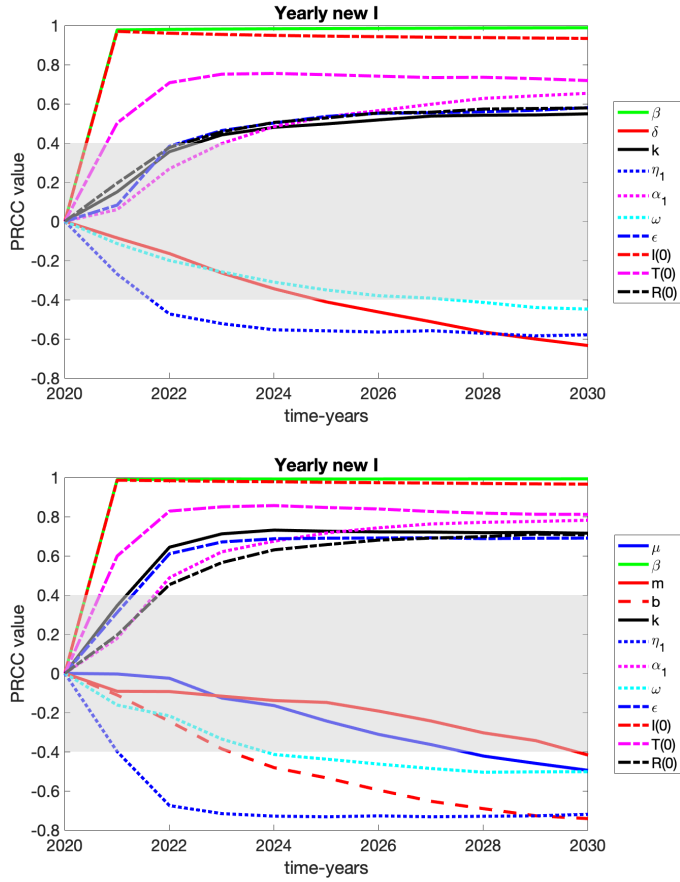 Yearly new I
1
0.8
0.6
0.4
0.2
0
-0.2
-0.4
-0.6
-0.8
PRCC value
2020 2022 2024 2026 2028 2030
time-years
β
δ
k
η1
α1
ω
ϵ
I(0)
T(0)
R(0)
Yearly new I
1
0.8
0.6
0.4
0.2
0
-0.2
-0.4
-0.6
-0.8
PRCC value
2020 2022 2024 2026 2028 2030
time-years
μ
β
m
b
k
η1
α1
ω
ϵ
I(0)
T(0)
R(0)